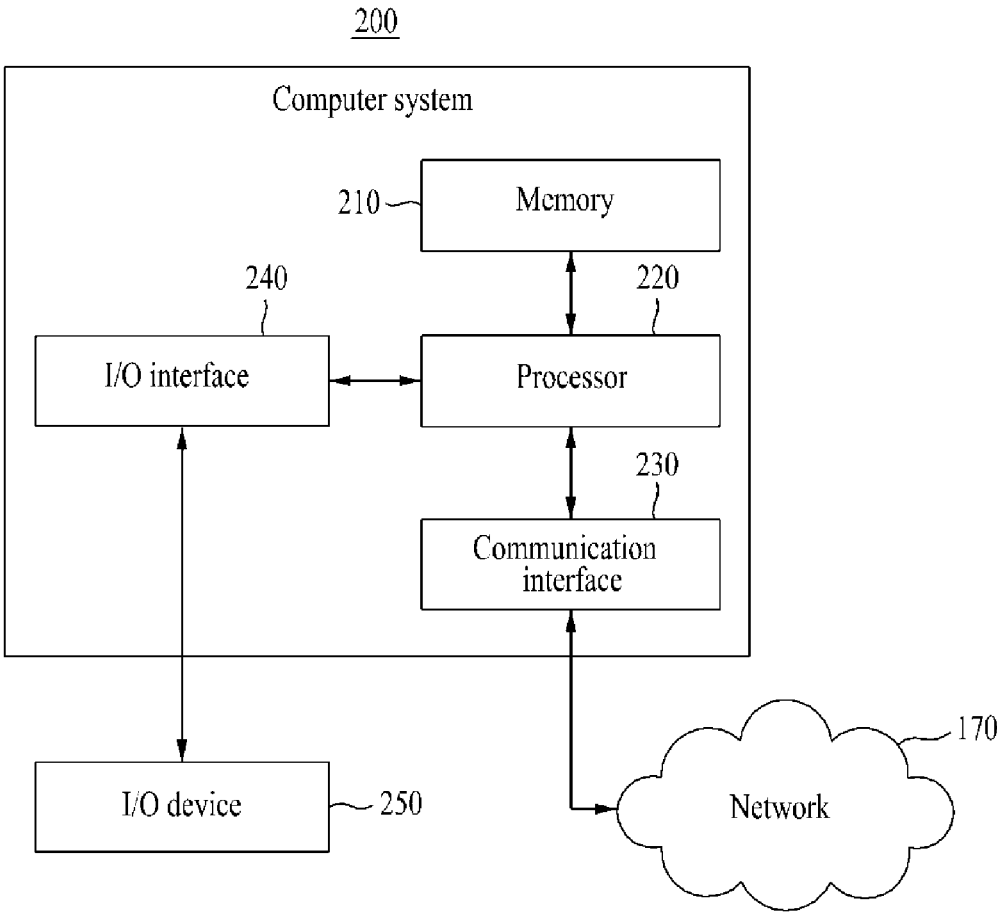 200
Computer system
210
Memory
240
220
I/O interface
Processor
230
Communication
interface
170
I/O device
250
Network